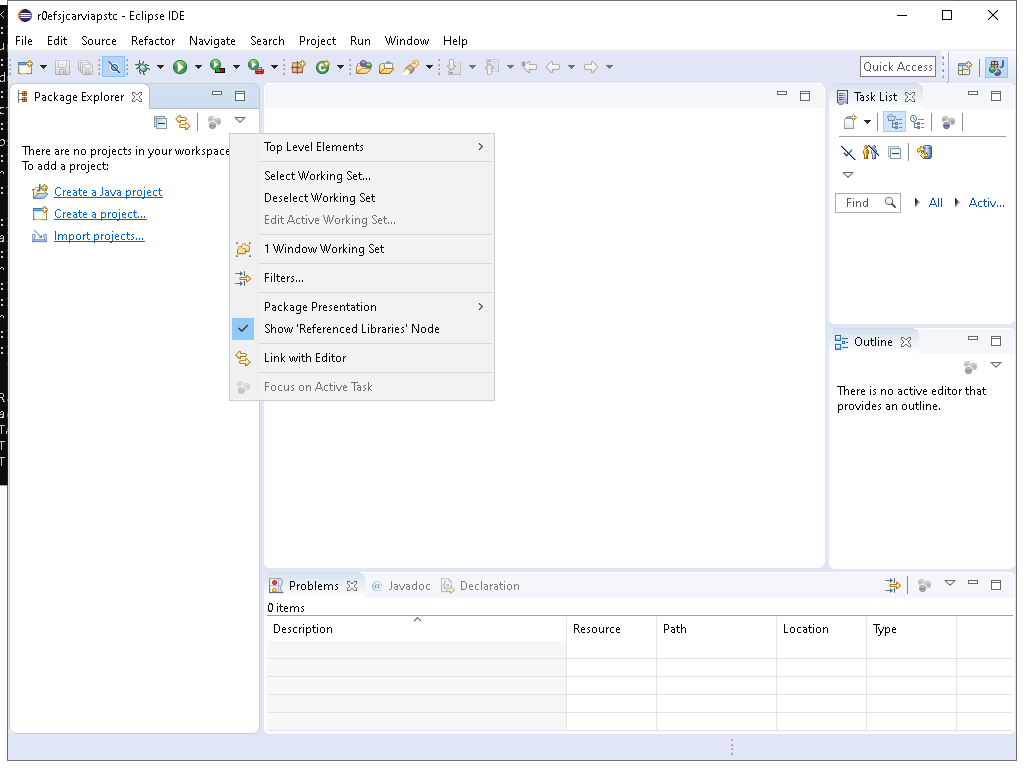 r0efsjcarviapstc - Eclipse IDE
File Edit Source Refactor Navigate Search Project Run Window Help
Quick Access
Package Explorer
There are no projects in your workspace
To add a project:
Create a Java project
Create a project...
Import projects...
Top Level Elements
Select Working Set...
Deselect Working Set
Edit Active Working Set...
1 Window Working Set
Filters...
Package Presentation
Show 'Referenced Libraries' Node
Link with Editor
Focus on Active Task
Task List
Find All Activ...
Outline
There is no active editor that
provides an outline.
Problems @ Javadoc Declaration
0 items
Description Resource Path Location Type